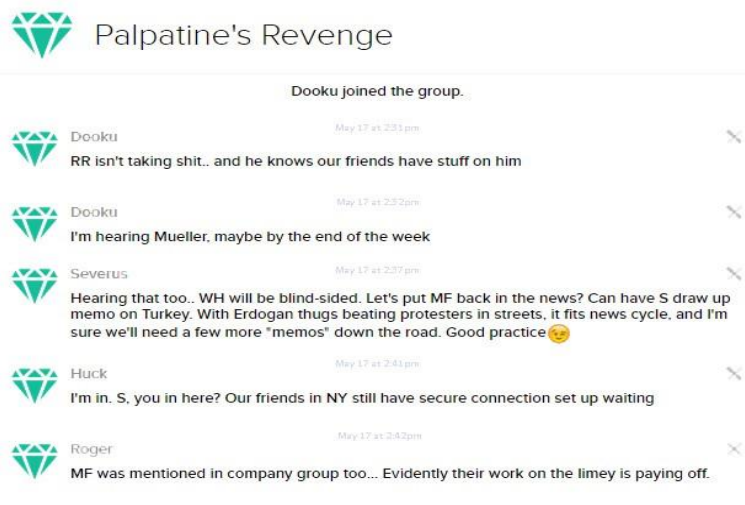 Palpatine's Revenge
Dooku joined the group.
May 17 at 2:31pm
Dooku
RR isn't taking shit.. and he knows our friends have stuff on him
May 17 at 2:32pm
Dooku
I'm hearing Mueller, maybe by the end of the week
May 17 at 2:37pm
Severus
Hearing that too.. WH will be blind-sided. Let's put MF back in the news? Can have S draw up
memo on Turkey. With Erdogan thugs beating protesters in streets, it fits news cycle, and I'm
sure we'll need a few more "memos" down the road. Good practice😉
May 17 at 2:41pm
Huck
I'm in. S, you in here? Our friends in NY still have secure connection set up waiting
May 17 at 2:42pm
Roger
MF was mentioned in company group too... Evidently their work on the limey is paying off.